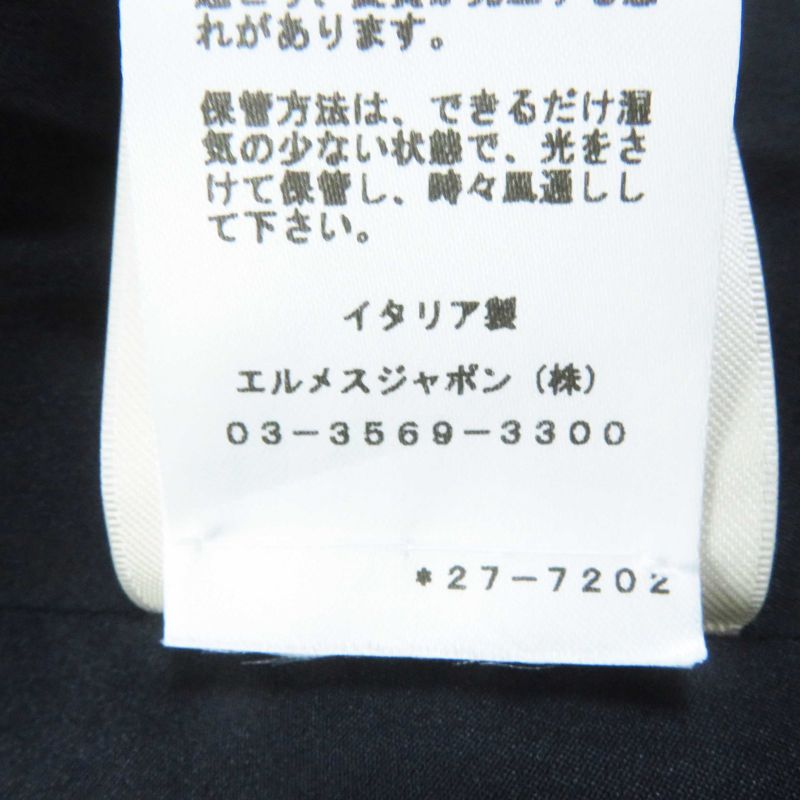 れがあります。
保管方法は、できるだけ湿
気の少ない状態で、光をさ
けて保管し、時々風通しし
て下さい。
イタリア製
エルメスジャポン（株）
03-3569-3300
*27-7202